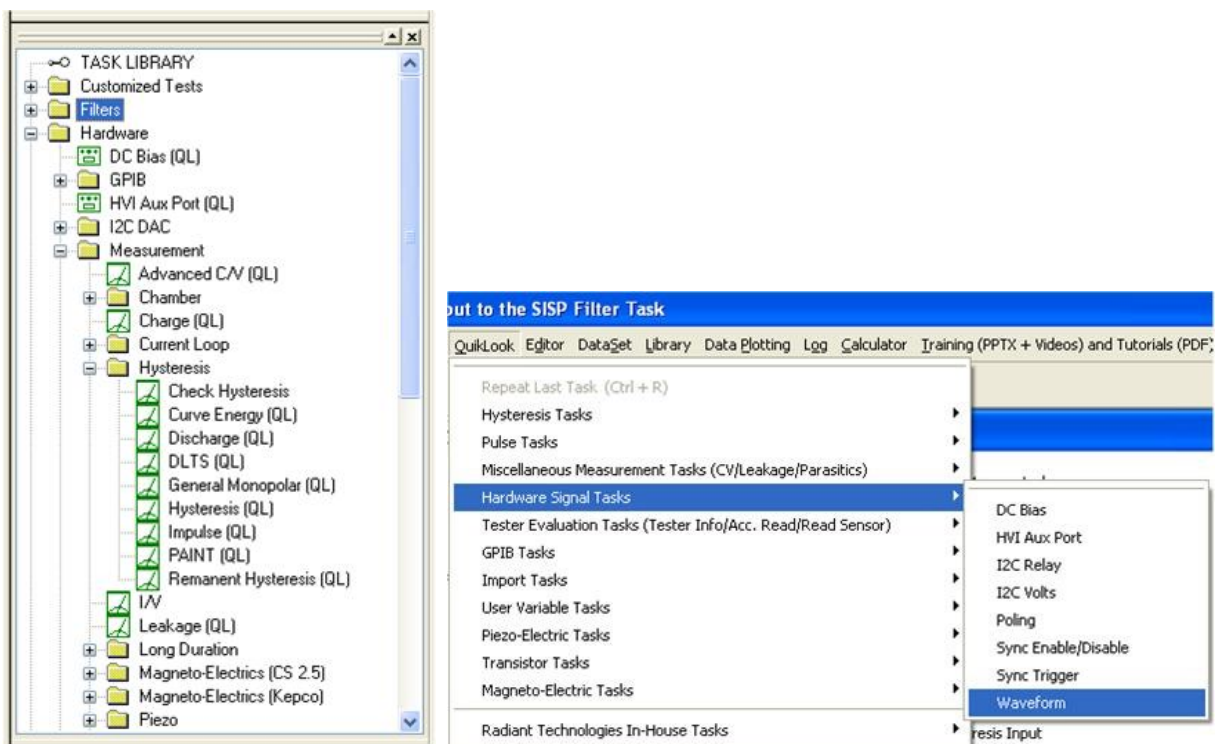 TASK LIBRARY
Customized Tests
Filters
Hardware
DC Bias (QL)
GPIB
HVI Aux Port (QL)
I2C DAC
Measurement
Advanced C/V (QL)
Chamber
Charge (QL)
Current Loop
Hysteresis
Check Hysteresis
Curve Energy (QL)
Discharge (QL)
DLTS (QL)
General Monopolar (QL)
Hysteresis (QL)
Impulse (QL)
PAINT (QL)
Remanent Hysteresis (QL)
I/V
Leakage (QL)
Long Duration
Magneto-Electrics (CS 2.5)
Magneto-Electrics (Kepco)
Piezo
out to the SISP Filter Task
QuikLook Editor DataSet Library Data Plotting Log Calculator Training (PPTX + Videos) and Tutorials (PDF)
Repeat Last Task (Ctrl + R)
Hysteresis Tasks
Pulse Tasks
Miscellaneous Measurement Tasks (CV/Leakage/Parasitics)
Hardware Signal Tasks
Tester Evaluation Tasks (Tester Info/Acc. Read/Read Sensor)
GPIB Tasks
Import Tasks
User Variable Tasks
Piezo-Electric Tasks
Transistor Tasks
Magneto-Electric Tasks
Radiant Technologies In-House Tasks
DC Bias
HVI Aux Port
I2C Relay
I2C Volts
Poling
Sync Enable/Disable
Sync Trigger
Waveform
resis Input